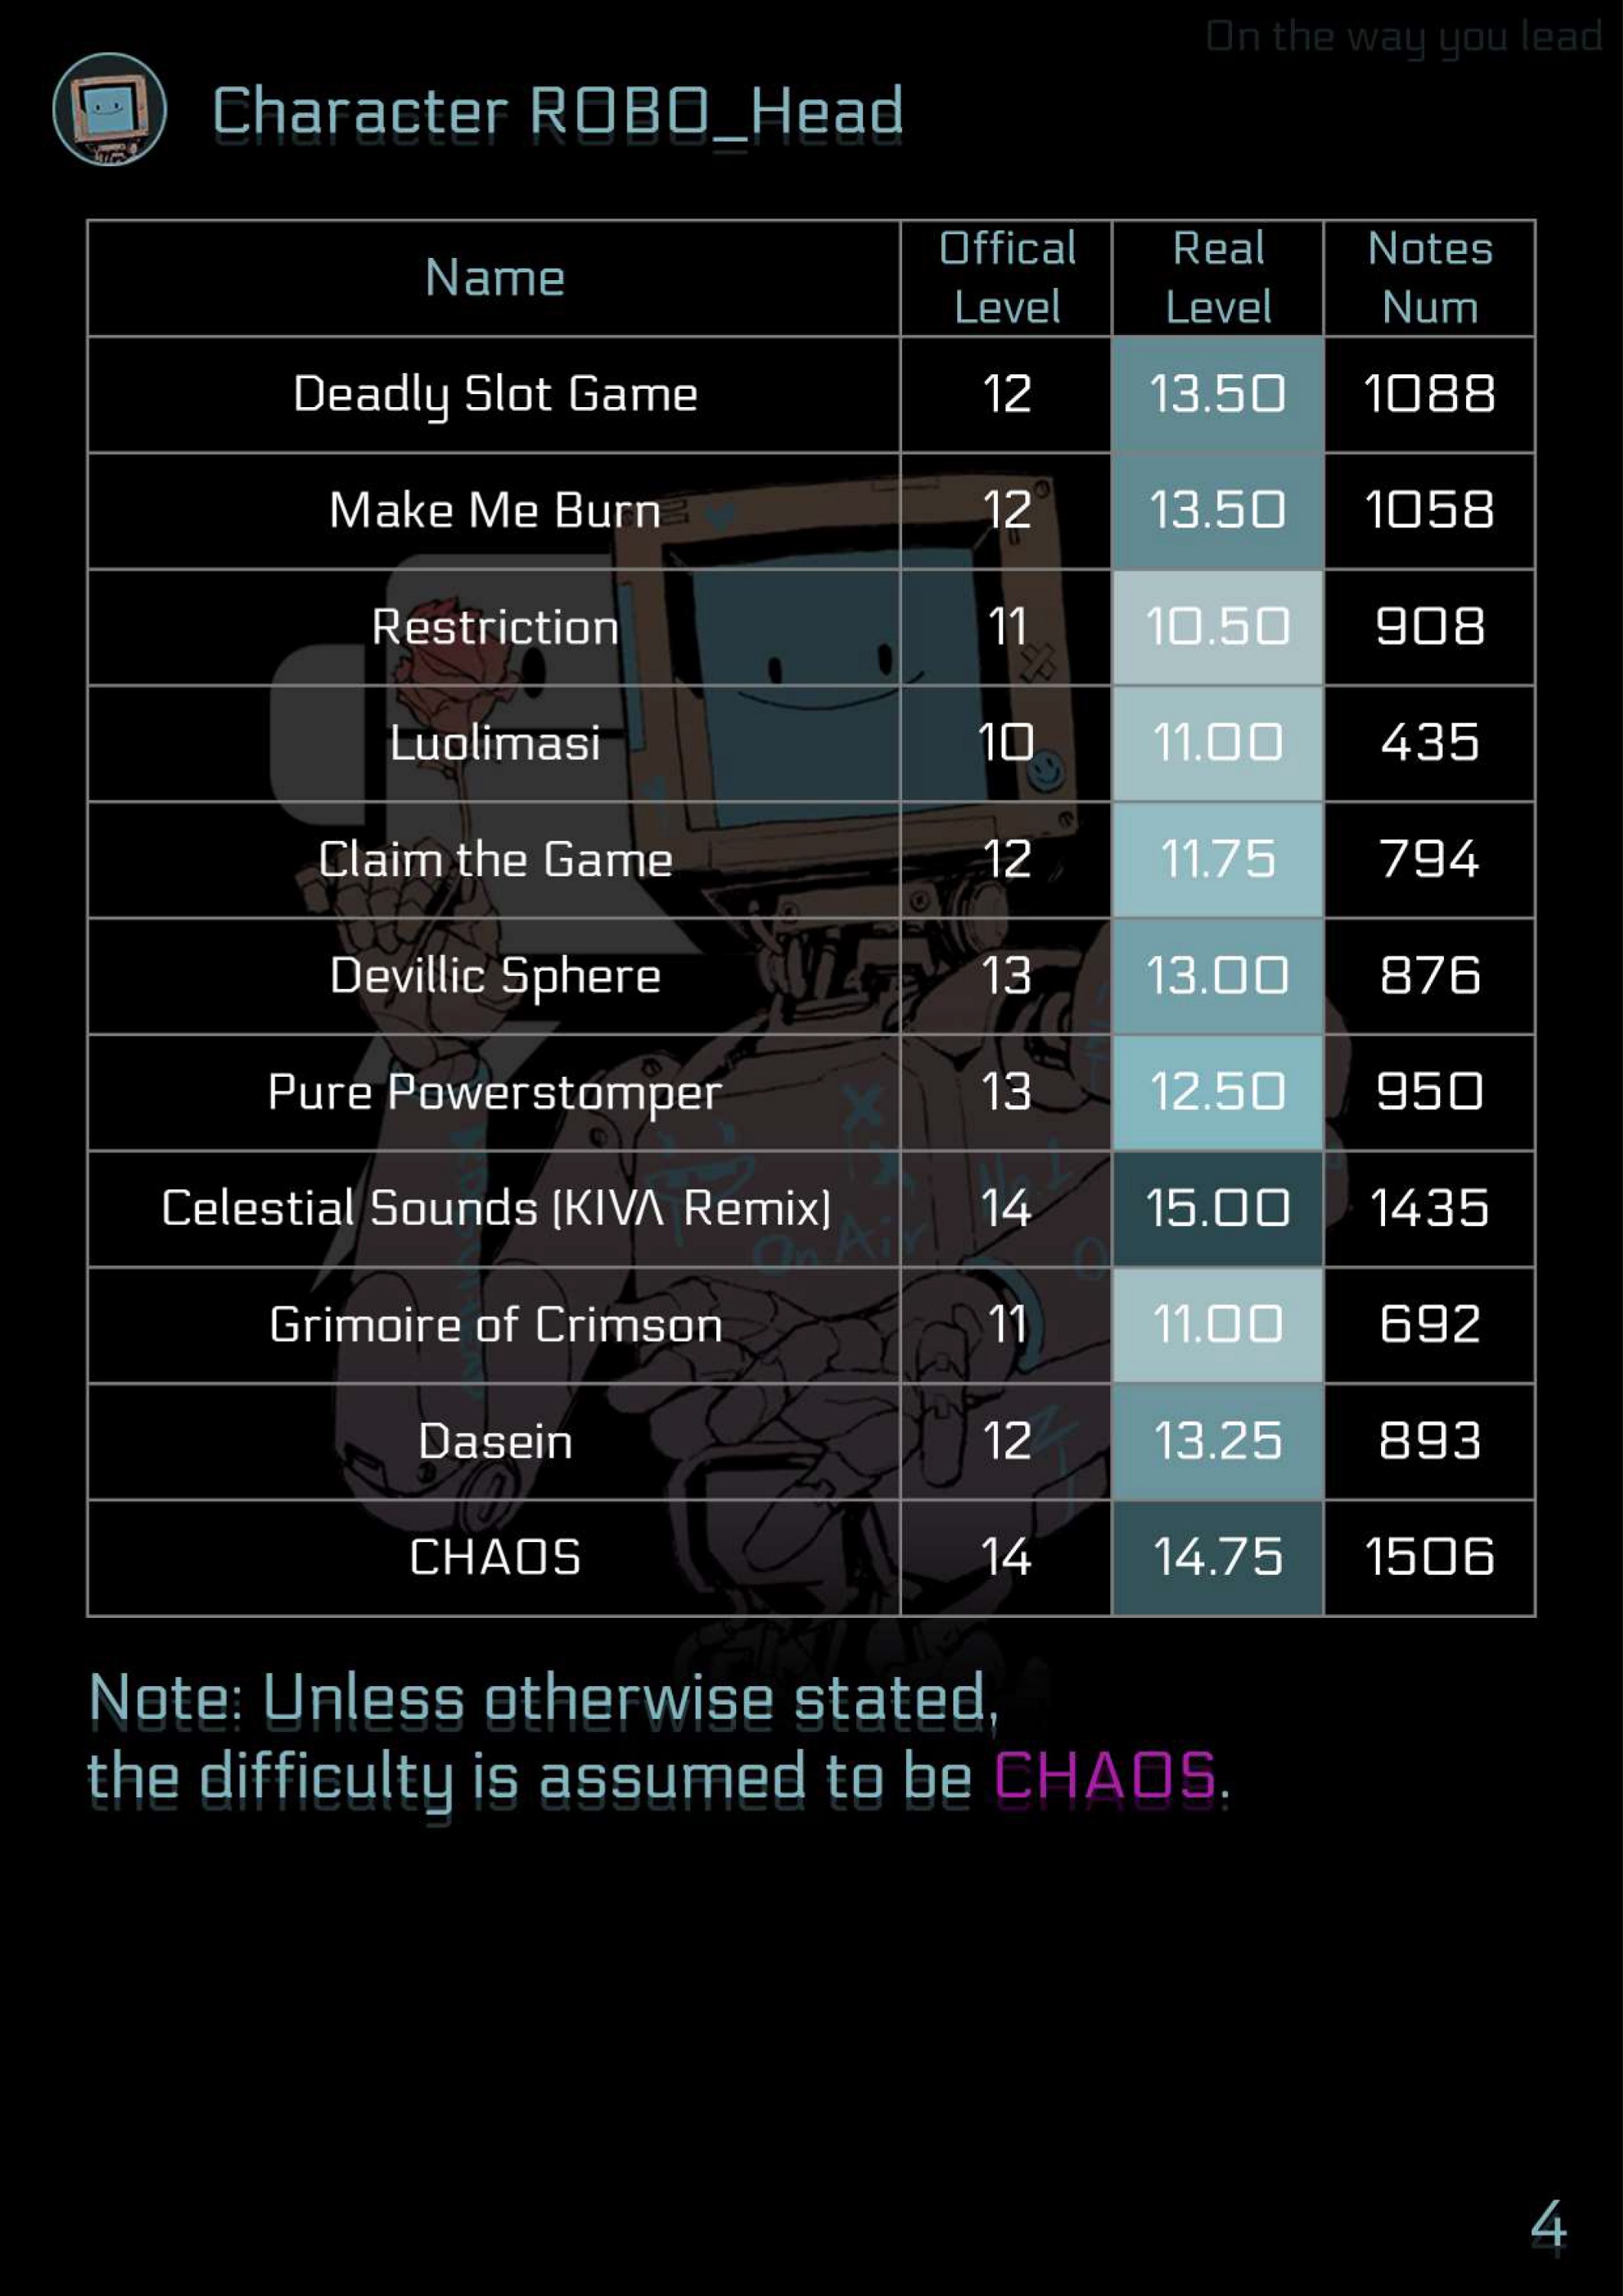 On the way you lead
Character ROBO_Head
Name Offical Level Real Level Notes Num
Deadly Slot Game 12 13.50 1088
Make Me Burn 12 13.50 1058
Restriction 11 10.50 908
Luolimasi 10 11.00 435
Claim the Game 12 11.75 794
Devillic Sphere 13 13.00 876
Pure Powerstomper 13 12.50 950
Celestial Sounds (KIVΛ Remix) 14 15.00 1435
Grimoire of Crimson 11 11.00 692
Dasein 12 13.25 893
CHAOS 14 14.75 1506
On Air
No.1
Note: Unless otherwise stated,
the difficulty is assumed to be CHAOS.
4